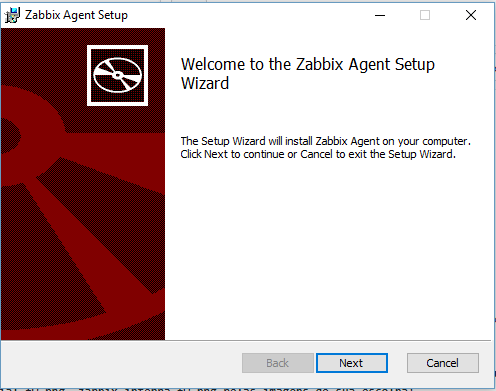 Zabbix Agent Setup
Welcome to the Zabbix Agent Setup
Wizard
The Setup Wizard will install Zabbix Agent on your computer.
Click Next to continue or Cancel to exit the Setup Wizard.
Back
Next
Cancel